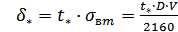 δ* = t* · σвт = t*·D·V / 2160